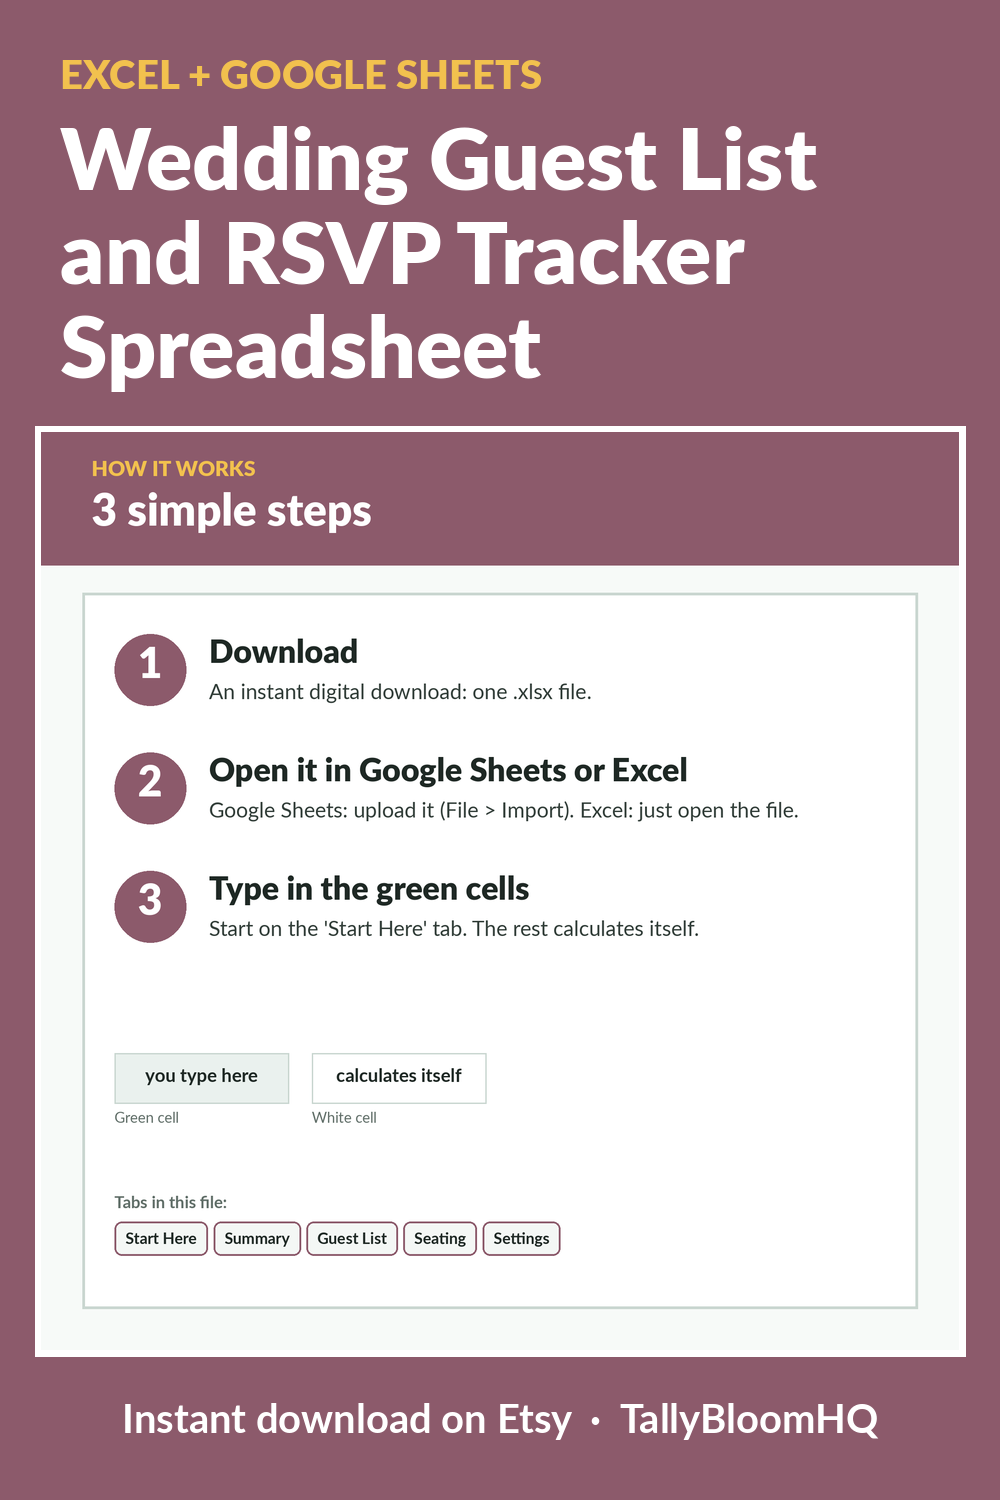 EXCEL + GOOGLE SHEETS
Wedding Guest List
and RSVP Tracker
Spreadsheet
HOW IT WORKS
3 simple steps
1
Download
An instant digital download: one .xlsx file.
2
Open it in Google Sheets or Excel
Google Sheets: upload it (File > Import). Excel: just open the file.
3
Type in the green cells
Start on the 'Start Here' tab. The rest calculates itself.
you type here
calculates itself
Green cell
White cell
Tabs in this file:
Start Here
Summary
Guest List
Seating
Settings
Instant download on Etsy · TallyBloomHQ